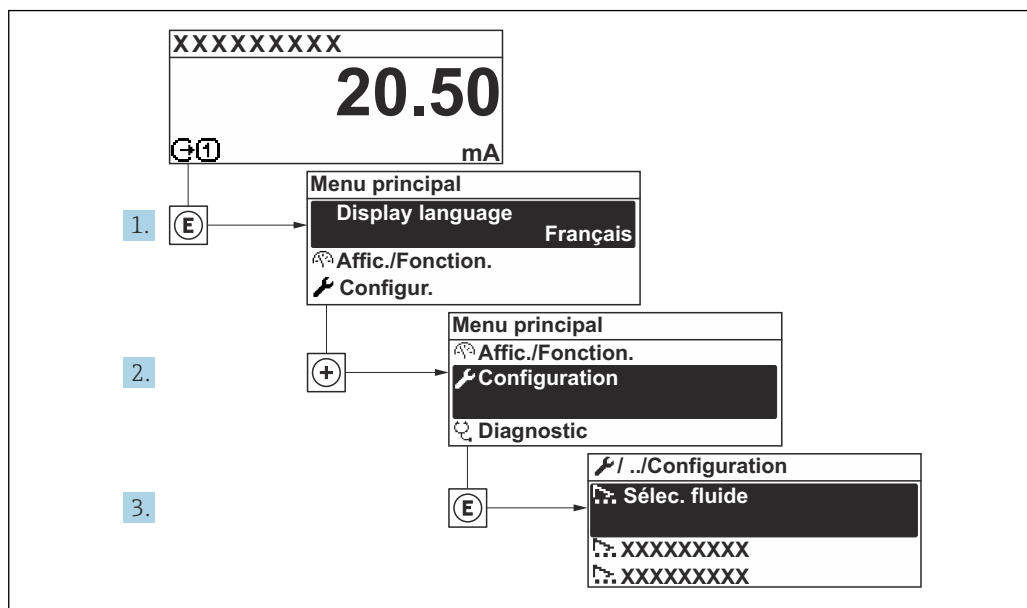 XXXXXXXXX
20.50
mA
1
1.
E
Menu principal
Display language
Français
Affic./Fonction.
Configur.
2.
+
Menu principal
Affic./Fonction.
Configuration
Diagnostic
3.
E
/ ../Configuration
Sélec. fluide
XXXXXXXXX
XXXXXXXXX